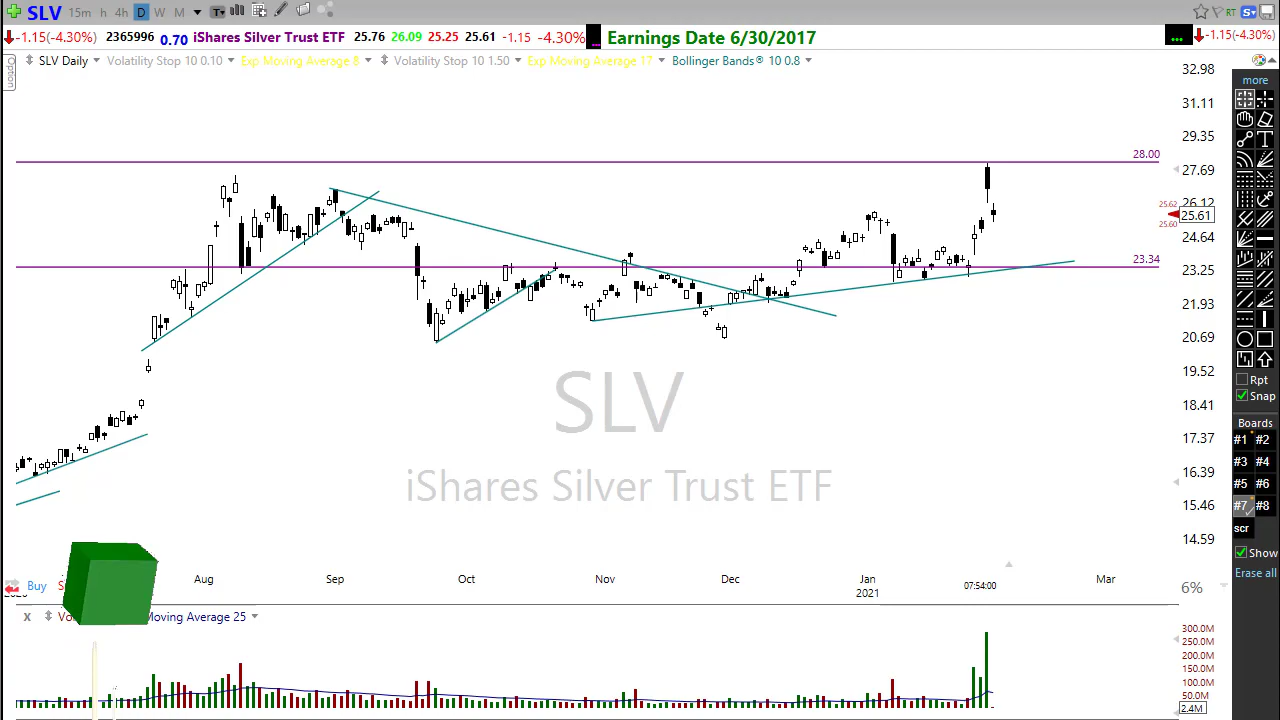 SLV 15m h 4h D W M T
-1.15(-4.30%) 2365996 0.70 iShares Silver Trust ETF 25.76 26.09 25.25 25.61 -1.15 -4.30% ... Earnings Date 6/30/2017 ... -1.15(-4.30%)
RT S
Option
SLV Daily Volatility Stop 10 0.10 Exp Moving Average 8 Volatility Stop 10 1.50 Exp Moving Average 17 Bollinger Bands® 10 0.8
32.98
31.11
29.35
28.00
27.69
26.12
25.62
25.61
25.60
24.64
23.34
23.25
21.93
20.69
19.52
18.41
17.37
16.39
15.46
14.59
SLV
iShares Silver Trust ETF
Aug Sep Oct Nov Dec Jan Mar
2021
07:54:00
6%
Buy
Moving Average 25
X
300.0M
250.0M
200.0M
150.0M
100.0M
50.0M
2.4M
more
T
Rpt
Snap
Boards
#1 #2
#3 #4
#5 #6
#7 #8
scr
Show
Erase all